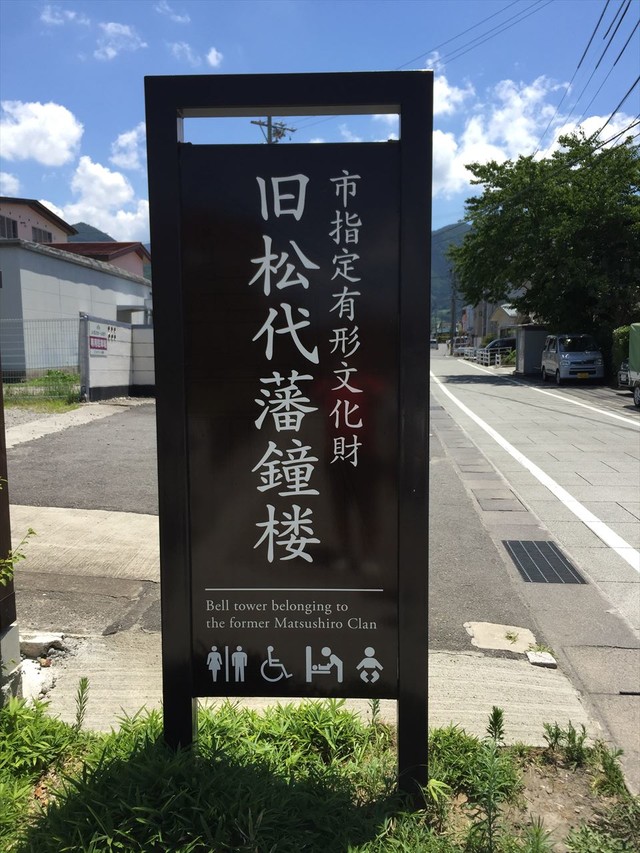 市指定有形文化財
旧松代藩鐘楼
Bell tower belonging to
the former Matsushiro Clan